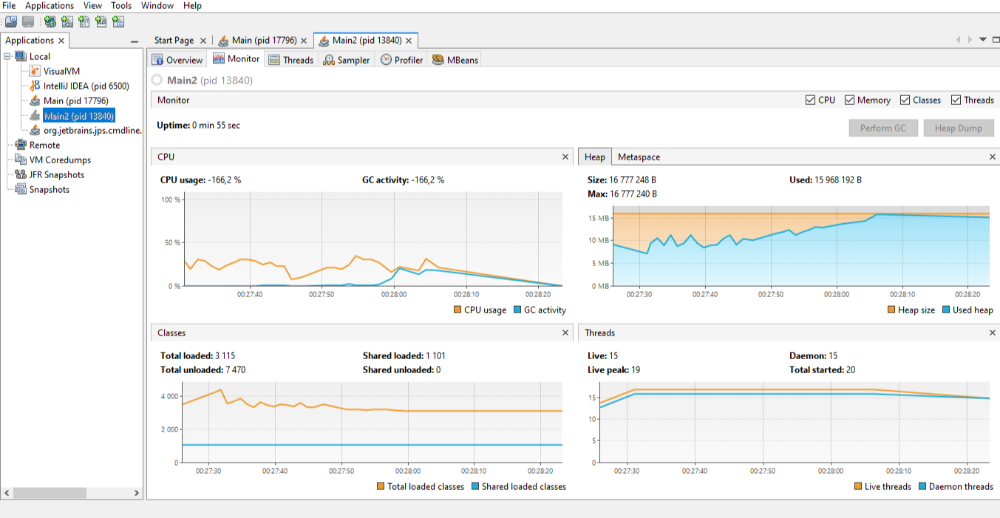 File Applications View Tools Window Help
Applications
Start Page
Main (pid 17796)
Main2 (pid 13840)
Local
VisualVM
IntelliJ IDEA (pid 6500)
Main (pid 17796)
Main2 (pid 13840)
org.jetbrains.jps.cmdline.
Remote
VM Coredumps
JFR Snapshots
Snapshots
Overview Monitor Threads Sampler Profiler MBeans
Main2 (pid 13840)
Monitor
CPU Memory Classes Threads
Uptime: 0 min 55 sec
Perform GC Heap Dump
CPU
CPU usage: -166,2 % GC activity: -166,2 %
100 %
50 %
0 %
00:27:40 00:27:50 00:28:00 00:28:10 00:28:20
CPU usage GC activity
Heap Metaspace
Size: 16 777 248 B Used: 15 968 192 B
Max: 16 777 240 B
15 MB
10 MB
5 MB
0 MB
00:27:30 00:27:40 00:27:50 00:28:00 00:28:10 00:28:20
Heap size Used heap
Classes
Total loaded: 3 115 Shared loaded: 1 101
Total unloaded: 7 470 Shared unloaded: 0
4 000
2 000
0
00:27:30 00:27:40 00:27:50 00:28:00 00:28:10 00:28:20
Total loaded classes Shared loaded classes
Threads
Live: 15 Daemon: 15
Live peak: 19 Total started: 20
15
10
5
0
00:27:30 00:27:40 00:27:50 00:28:00 00:28:10 00:28:20
Live threads Daemon threads